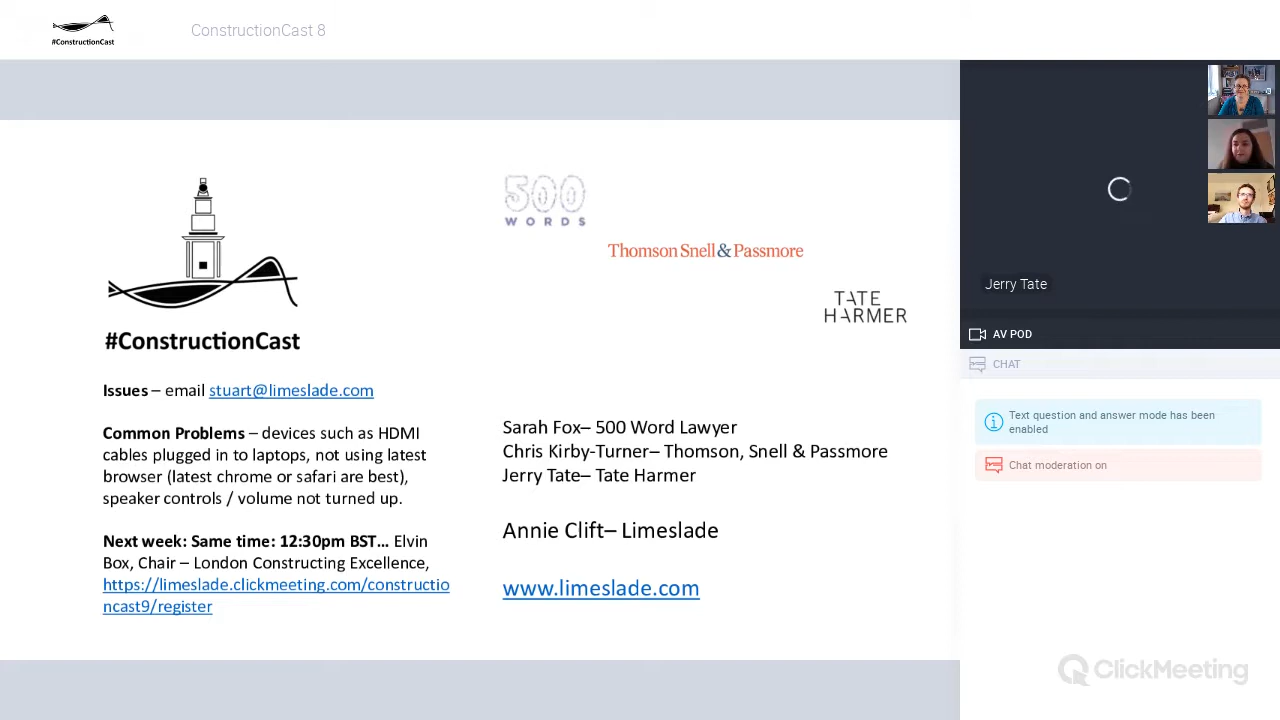 #ConstructionCast
ConstructionCast 8
500
WORDS
Thomson Snell & Passmore
TATE
HARMER
#ConstructionCast
Issues – email stuart@limeslade.com
Common Problems – devices such as HDMI
cables plugged in to laptops, not using latest
browser (latest chrome or safari are best),
speaker controls / volume not turned up.
Next week: Same time: 12:30pm BST… Elvin
Box, Chair – London Constructing Excellence,
https://limeslade.clickmeeting.com/constructio
ncast9/register
Sarah Fox– 500 Word Lawyer
Chris Kirby-Turner– Thomson, Snell & Passmore
Jerry Tate– Tate Harmer
Annie Clift– Limeslade
www.limeslade.com
Jerry Tate
AV POD
CHAT
Text question and answer mode has been
enabled
Chat moderation on
ClickMeeting